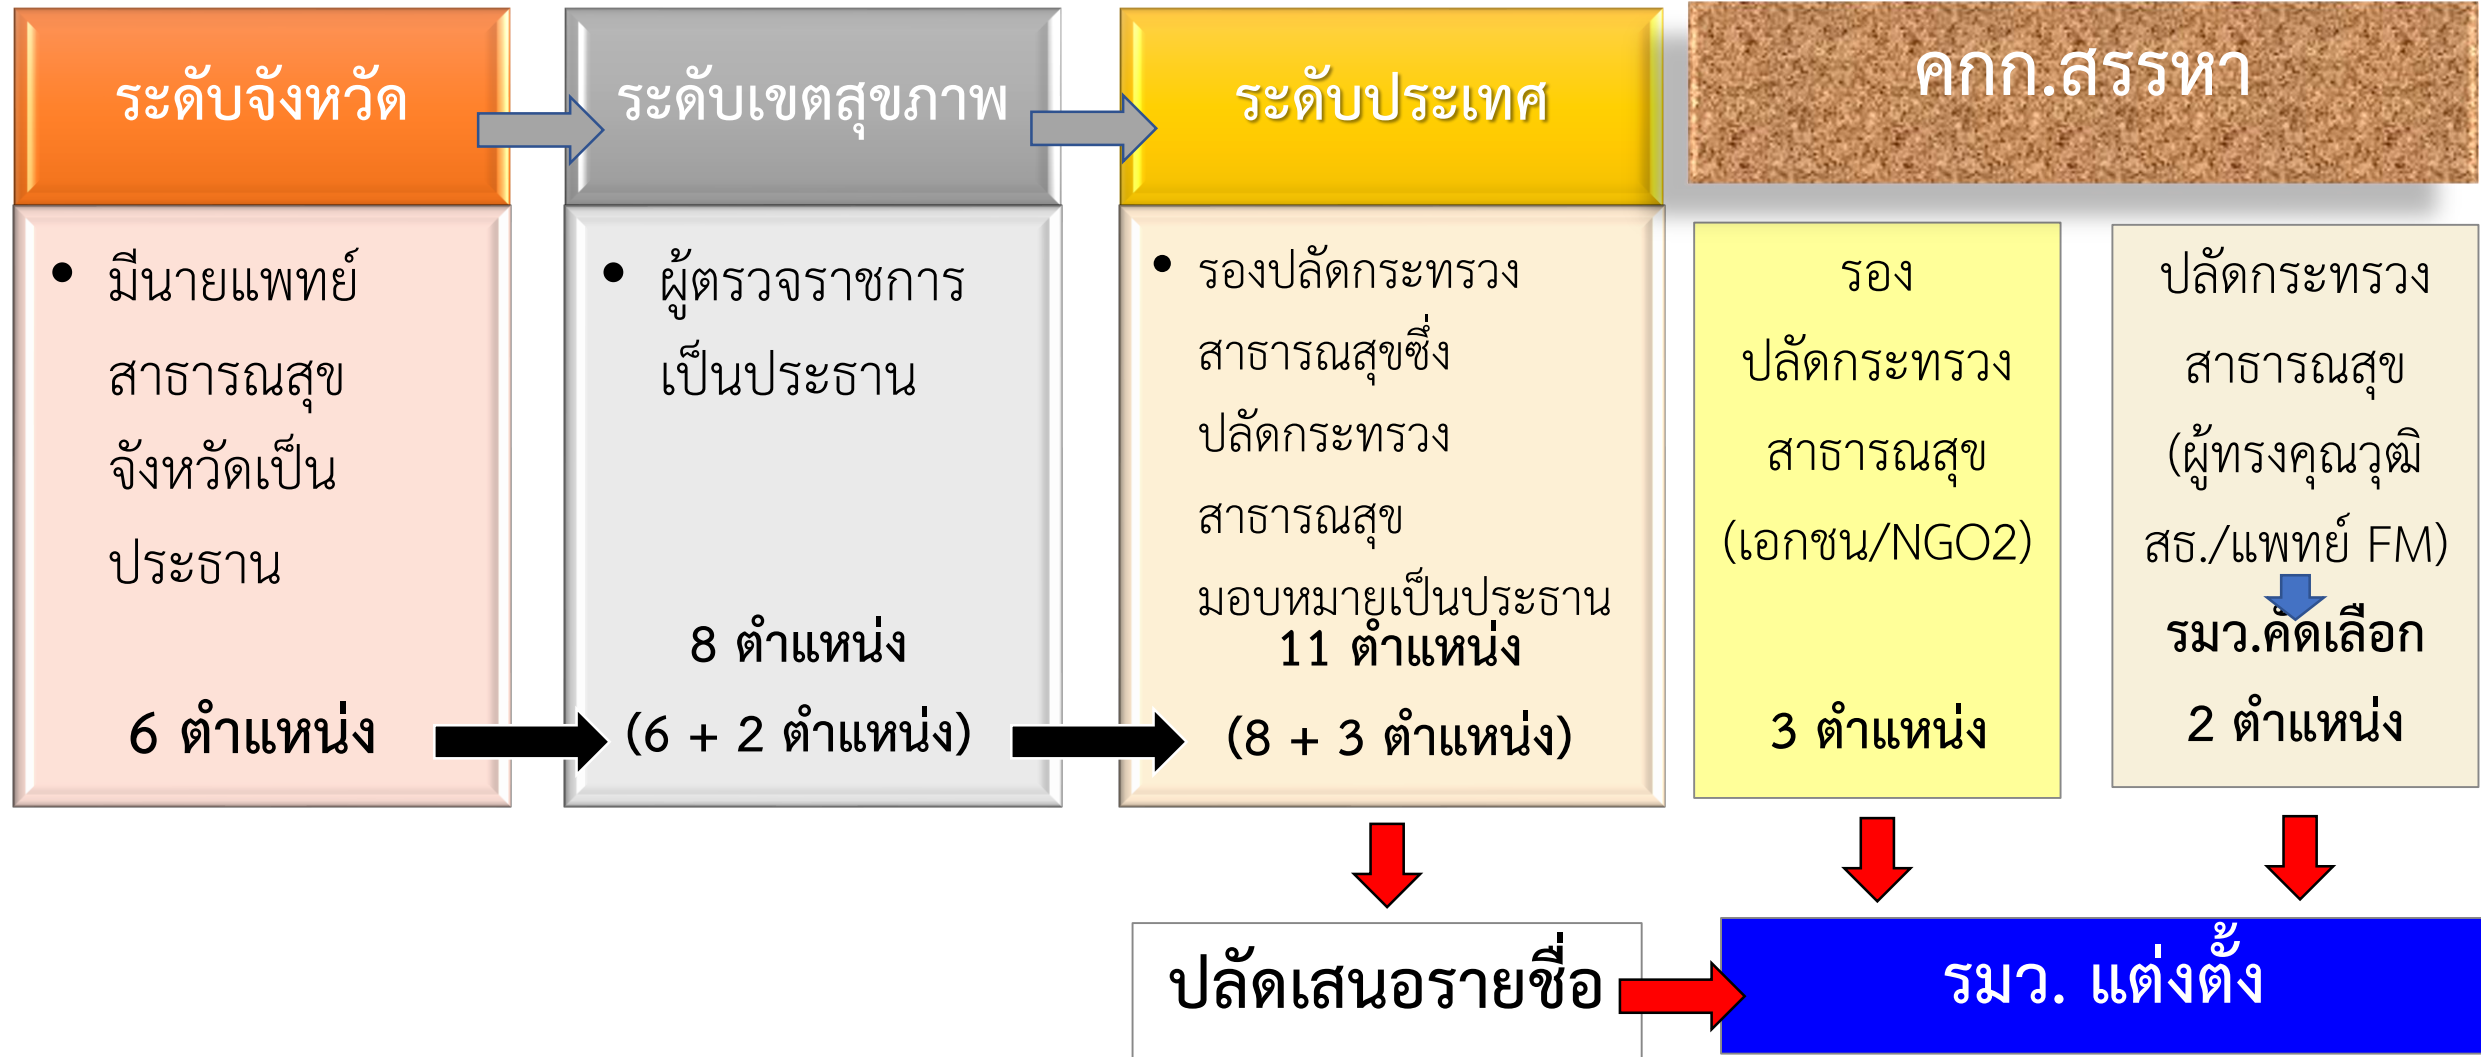 ระดับจังหวัด
• มีนายแพทย์
สาธารณสุข
จังหวัดเป็น
ประธาน
6 ตำแหน่ง
ระดับเขตสุขภาพ
• ผู้ตรวจราชการ
เป็นประธาน
8 ตำแหน่ง
(6 + 2 ตำแหน่ง)
ระดับประเทศ
• รองปลัดกระทรวง
สาธารณสุขซึ่ง
ปลัดกระทรวง
สาธารณสุข
มอบหมายเป็นประธาน
11 ตำแหน่ง
(8 + 3 ตำแหน่ง)
คกก.สรรหา
รอง
ปลัดกระทรวง
สาธารณสุข
(เอกชน/NGO2)
3 ตำแหน่ง
ปลัดกระทรวง
สาธารณสุข
(ผู้ทรงคุณวุฒิ
สธ./แพทย์ FM)
รมว.คัดเลือก
2 ตำแหน่ง
ปลัดเสนอรายชื่อ
รมว. แต่งตั้ง